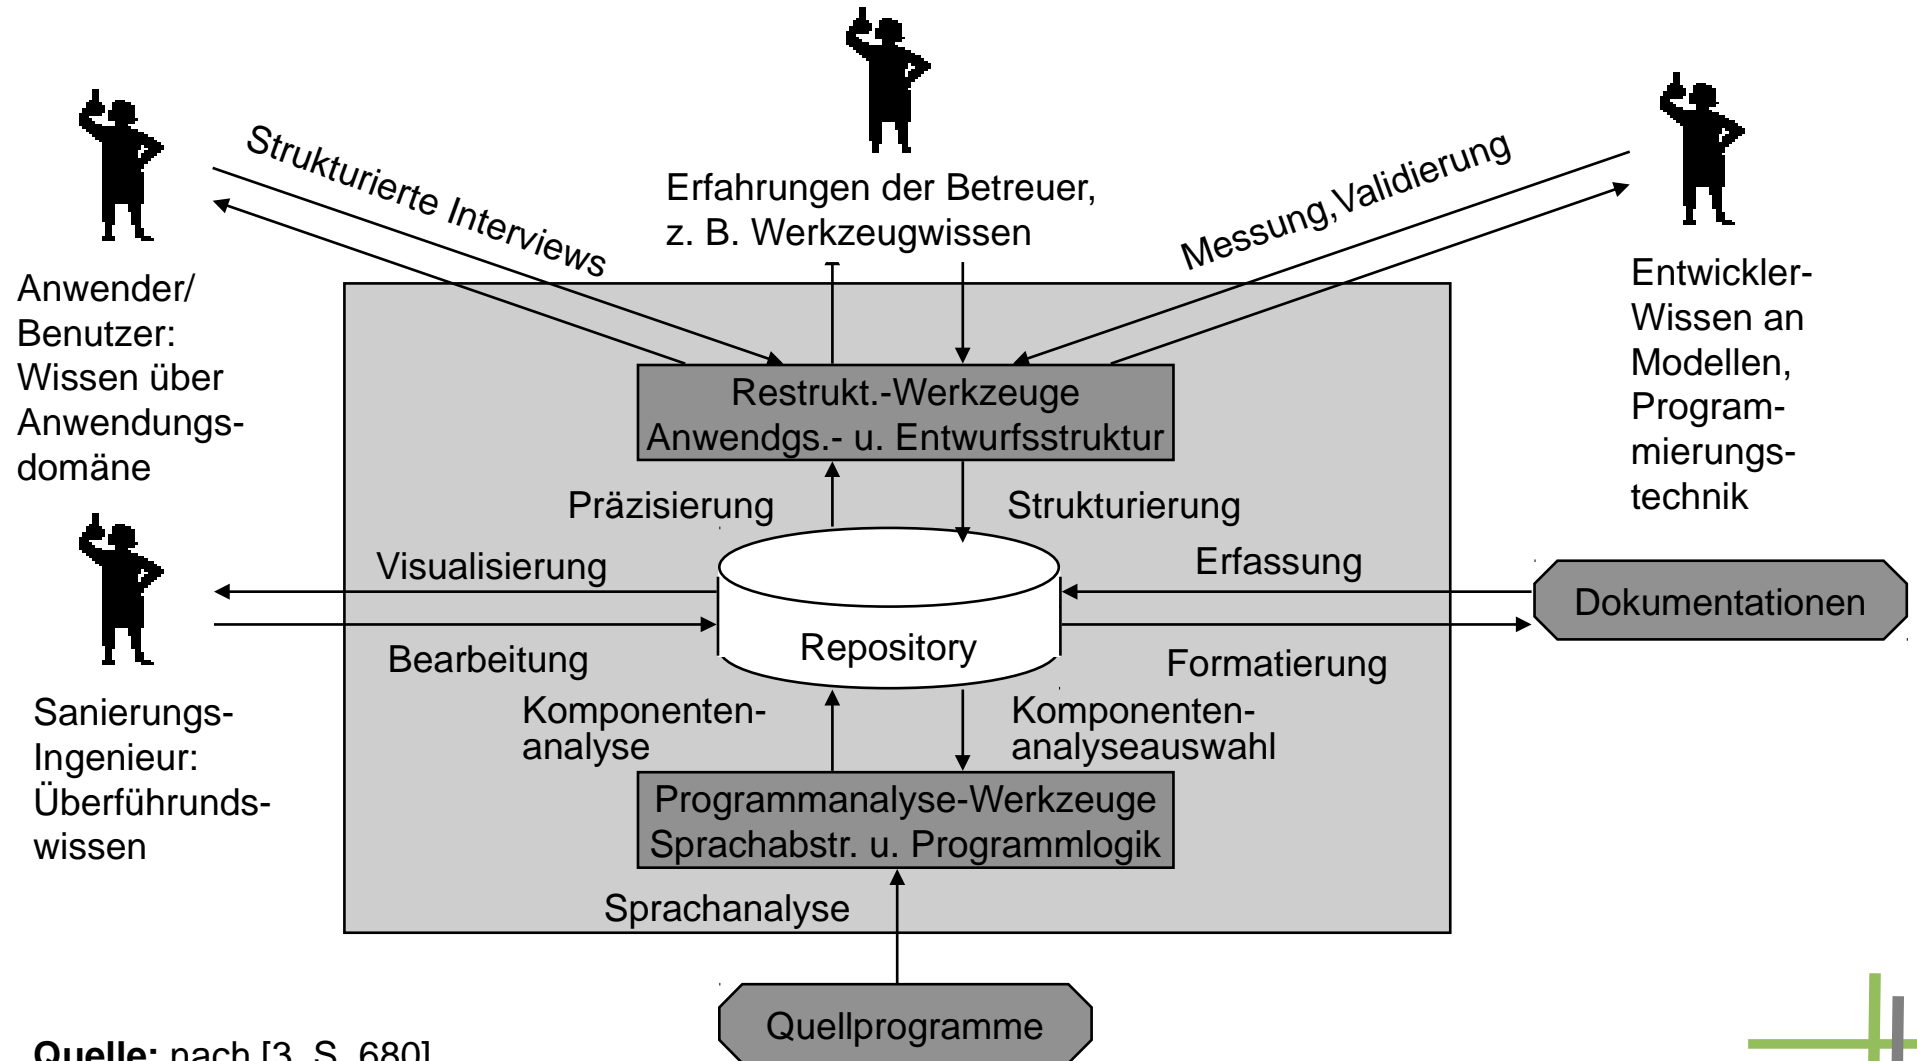 Strukturierte Interviews
Erfahrungen der Betreuer,
z. B. Werkzeugwissen
Messung,Validierung
Anwender/
Benutzer:
Wissen über
Anwendungs-
domäne
Entwickler-
Wissen an
Modellen,
Program-
mierungs-
technik
Restrukt.-Werkzeuge
Anwendgs.- u. Entwurfsstruktur
Präzisierung
Strukturierung
Visualisierung
Erfassung
Dokumentationen
Repository
Bearbeitung
Formatierung
Sanierungs-
Ingenieur:
Überführunds-
wissen
Komponenten-
analyse
Komponenten-
analyseauswahl
Programmanalyse-Werkzeuge
Sprachabstr. u. Programmlogik
Sprachanalyse
Quellprogramme
Quelle: nach [3, S. 680]